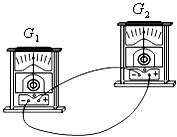 G₂
G₁
- +
- +